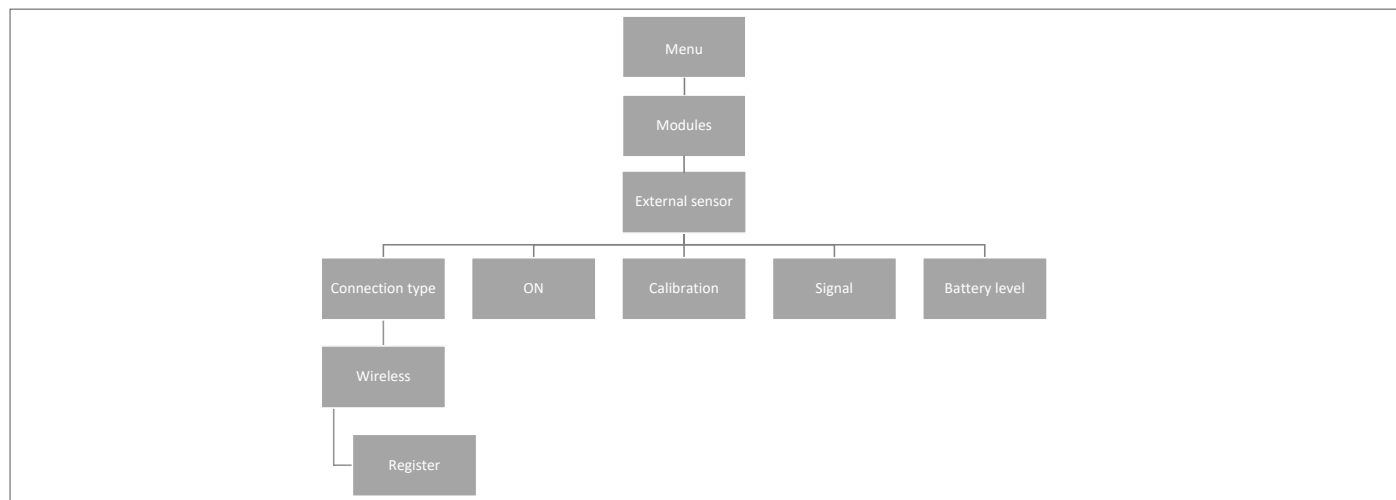 Menu
Modules
External sensor
Connection type
ON
Calibration
Signal
Battery level
Wireless
Register